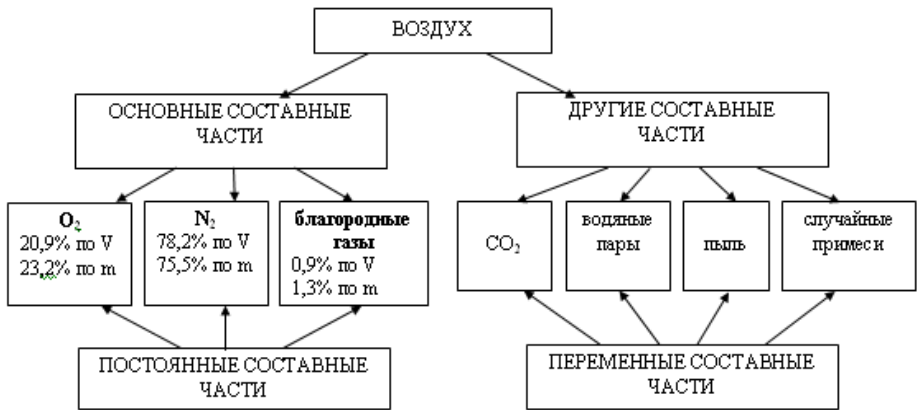 ВОЗДУХ
ОСНОВНЫЕ СОСТАВНЫЕ
ЧАСТИ
ДРУГИЕ СОСТАВНЫЕ
ЧАСТИ
O₂
20,9% по V
23,2% по m
N₂
78,2% по V
75,5% по m
благородные
газы
0,9% по V
1,3% по m
CO₂
водяные
пары
пыль
случайные
примеси
ПОСТОЯННЫЕ СОСТАВНЫЕ
ЧАСТИ
ПЕРЕМЕННЫЕ СОСТАВНЫЕ
ЧАСТИ